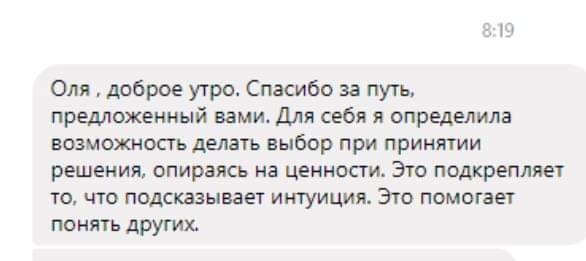 8:19
Оля , доброе утро. Спасибо за путь,
предложенный вами. Для себя я определила
возможность делать выбор при принятии
решения, опираясь на ценности. Это подкрепляет
то, что подсказывает интуиция. Это помогает
понять других.